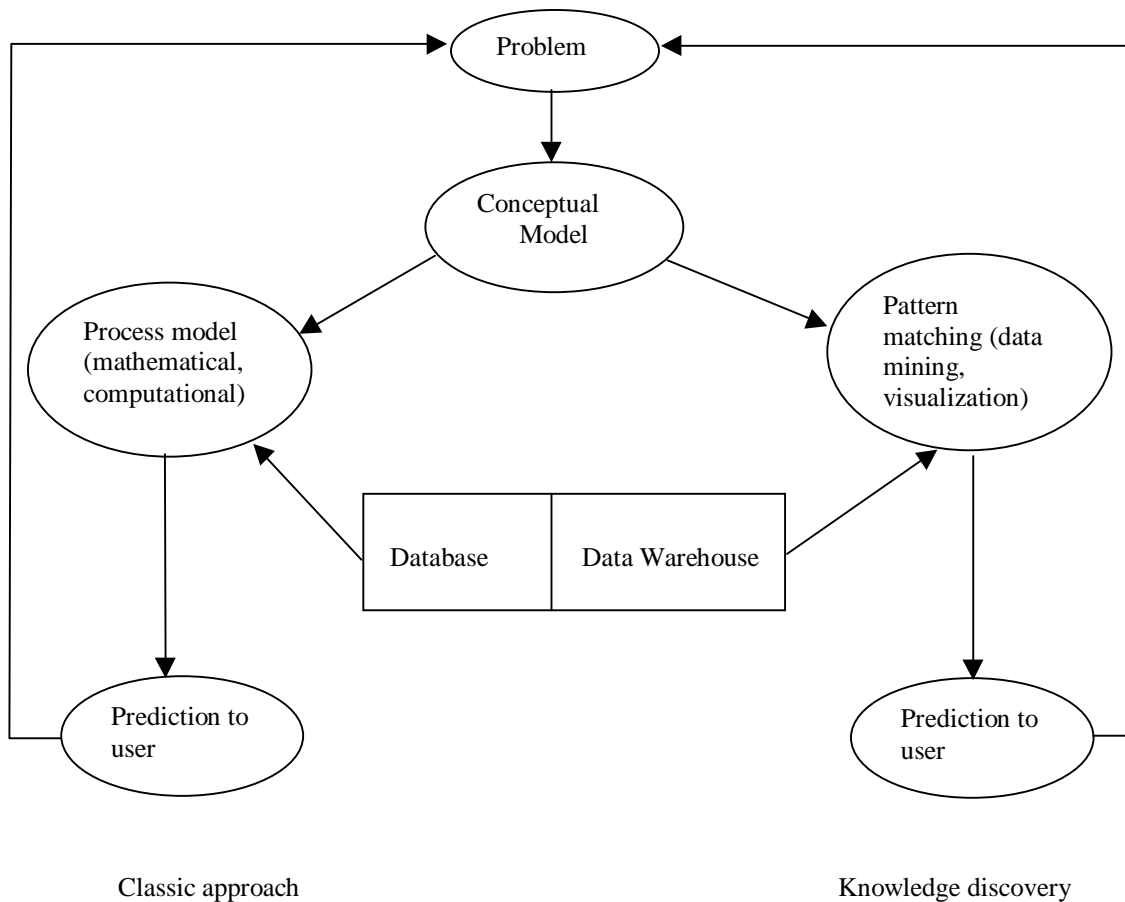 Problem
Conceptual
Model
Process model
(mathematical,
computational)
Pattern
matching (data
mining,
visualization)
Database
Data Warehouse
Prediction to
user
Prediction to
user
Classic approach
Knowledge discovery